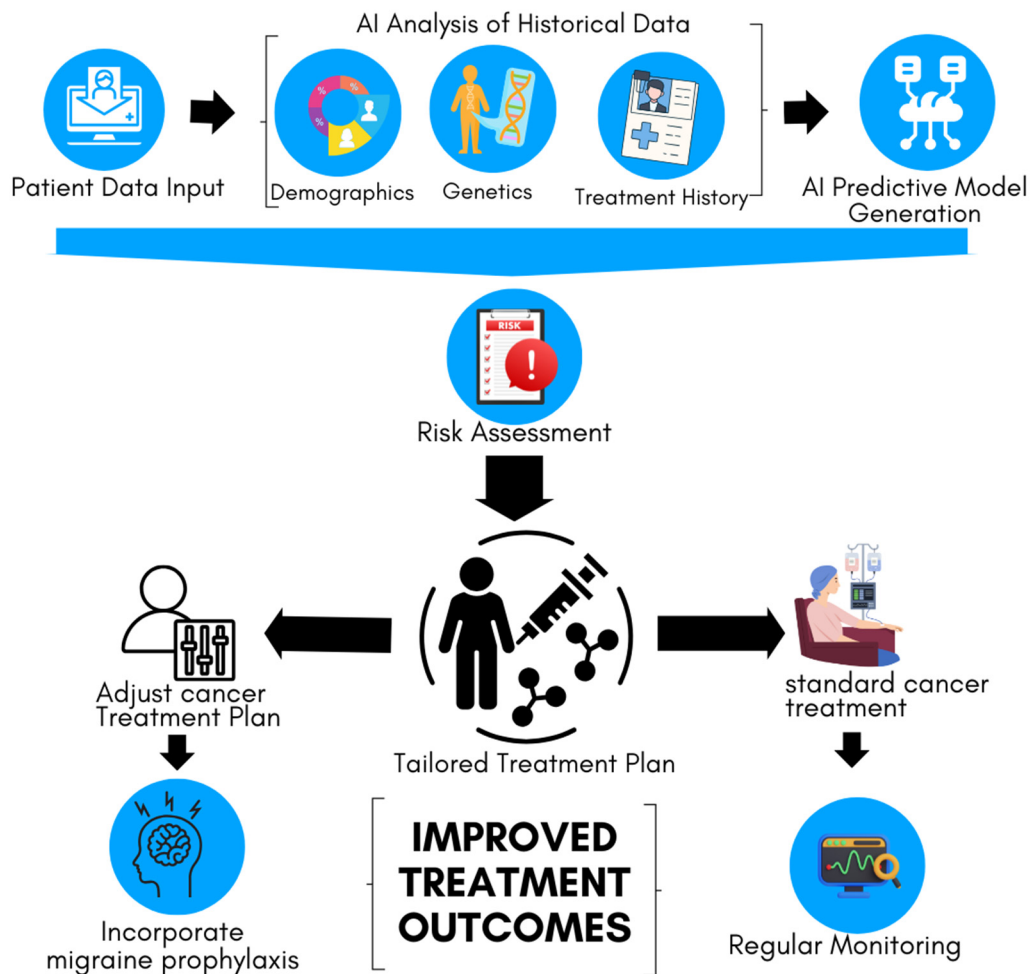 AI Analysis of Historical Data
Patient Data Input
%
%
%
%
Demographics
Genetics
Treatment History
AI Predictive Model
Generation
RISK
!
Risk Assessment
Adjust cancer
Treatment Plan
Tailored Treatment Plan
standard cancer
treatment
Incorporate
migraine prophylaxis
IMPROVED
TREATMENT
OUTCOMES
Regular Monitoring